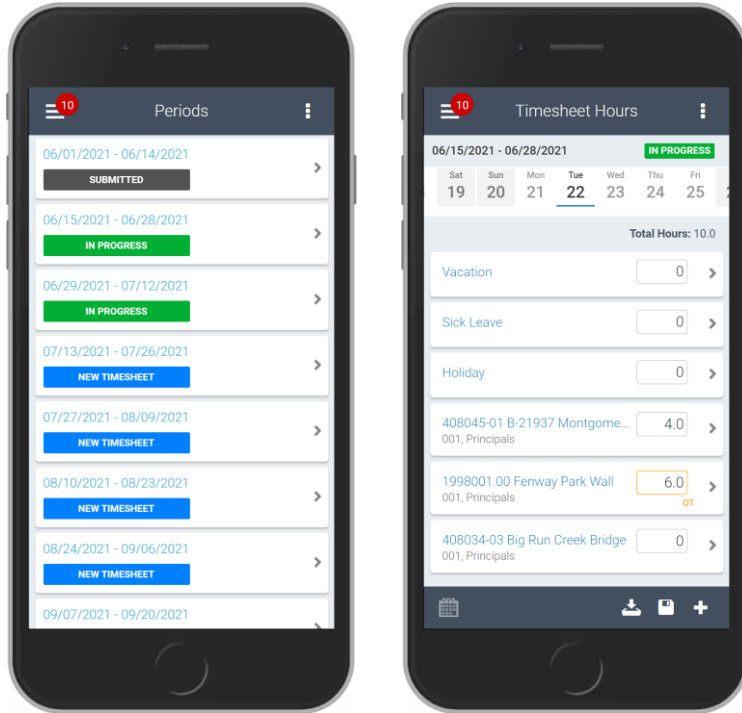 10
Periods
06/01/2021 - 06/14/2021
SUBMITTED
06/15/2021 - 06/28/2021
IN PROGRESS
06/29/2021 - 07/12/2021
IN PROGRESS
07/13/2021 - 07/26/2021
NEW TIMESHEET
07/27/2021 - 08/09/2021
NEW TIMESHEET
08/10/2021 - 08/23/2021
NEW TIMESHEET
08/24/2021 - 09/06/2021
NEW TIMESHEET
09/07/2021 - 09/20/2021
10
Timesheet Hours
06/15/2021 - 06/28/2021 IN PROGRESS
Sat Sun Mon Tue Wed Thu Fri
19 20 21 22 23 24 25
Total Hours: 10.0
Vacation 0
Sick Leave 0
Holiday 0
408045-01 B-21937 Montgome... 4.0
001, Principals
1998001.00 Fenway Park Wall 6.0
001, Principals OT
408034-03 Big Run Creek Bridge 0
001, Principals